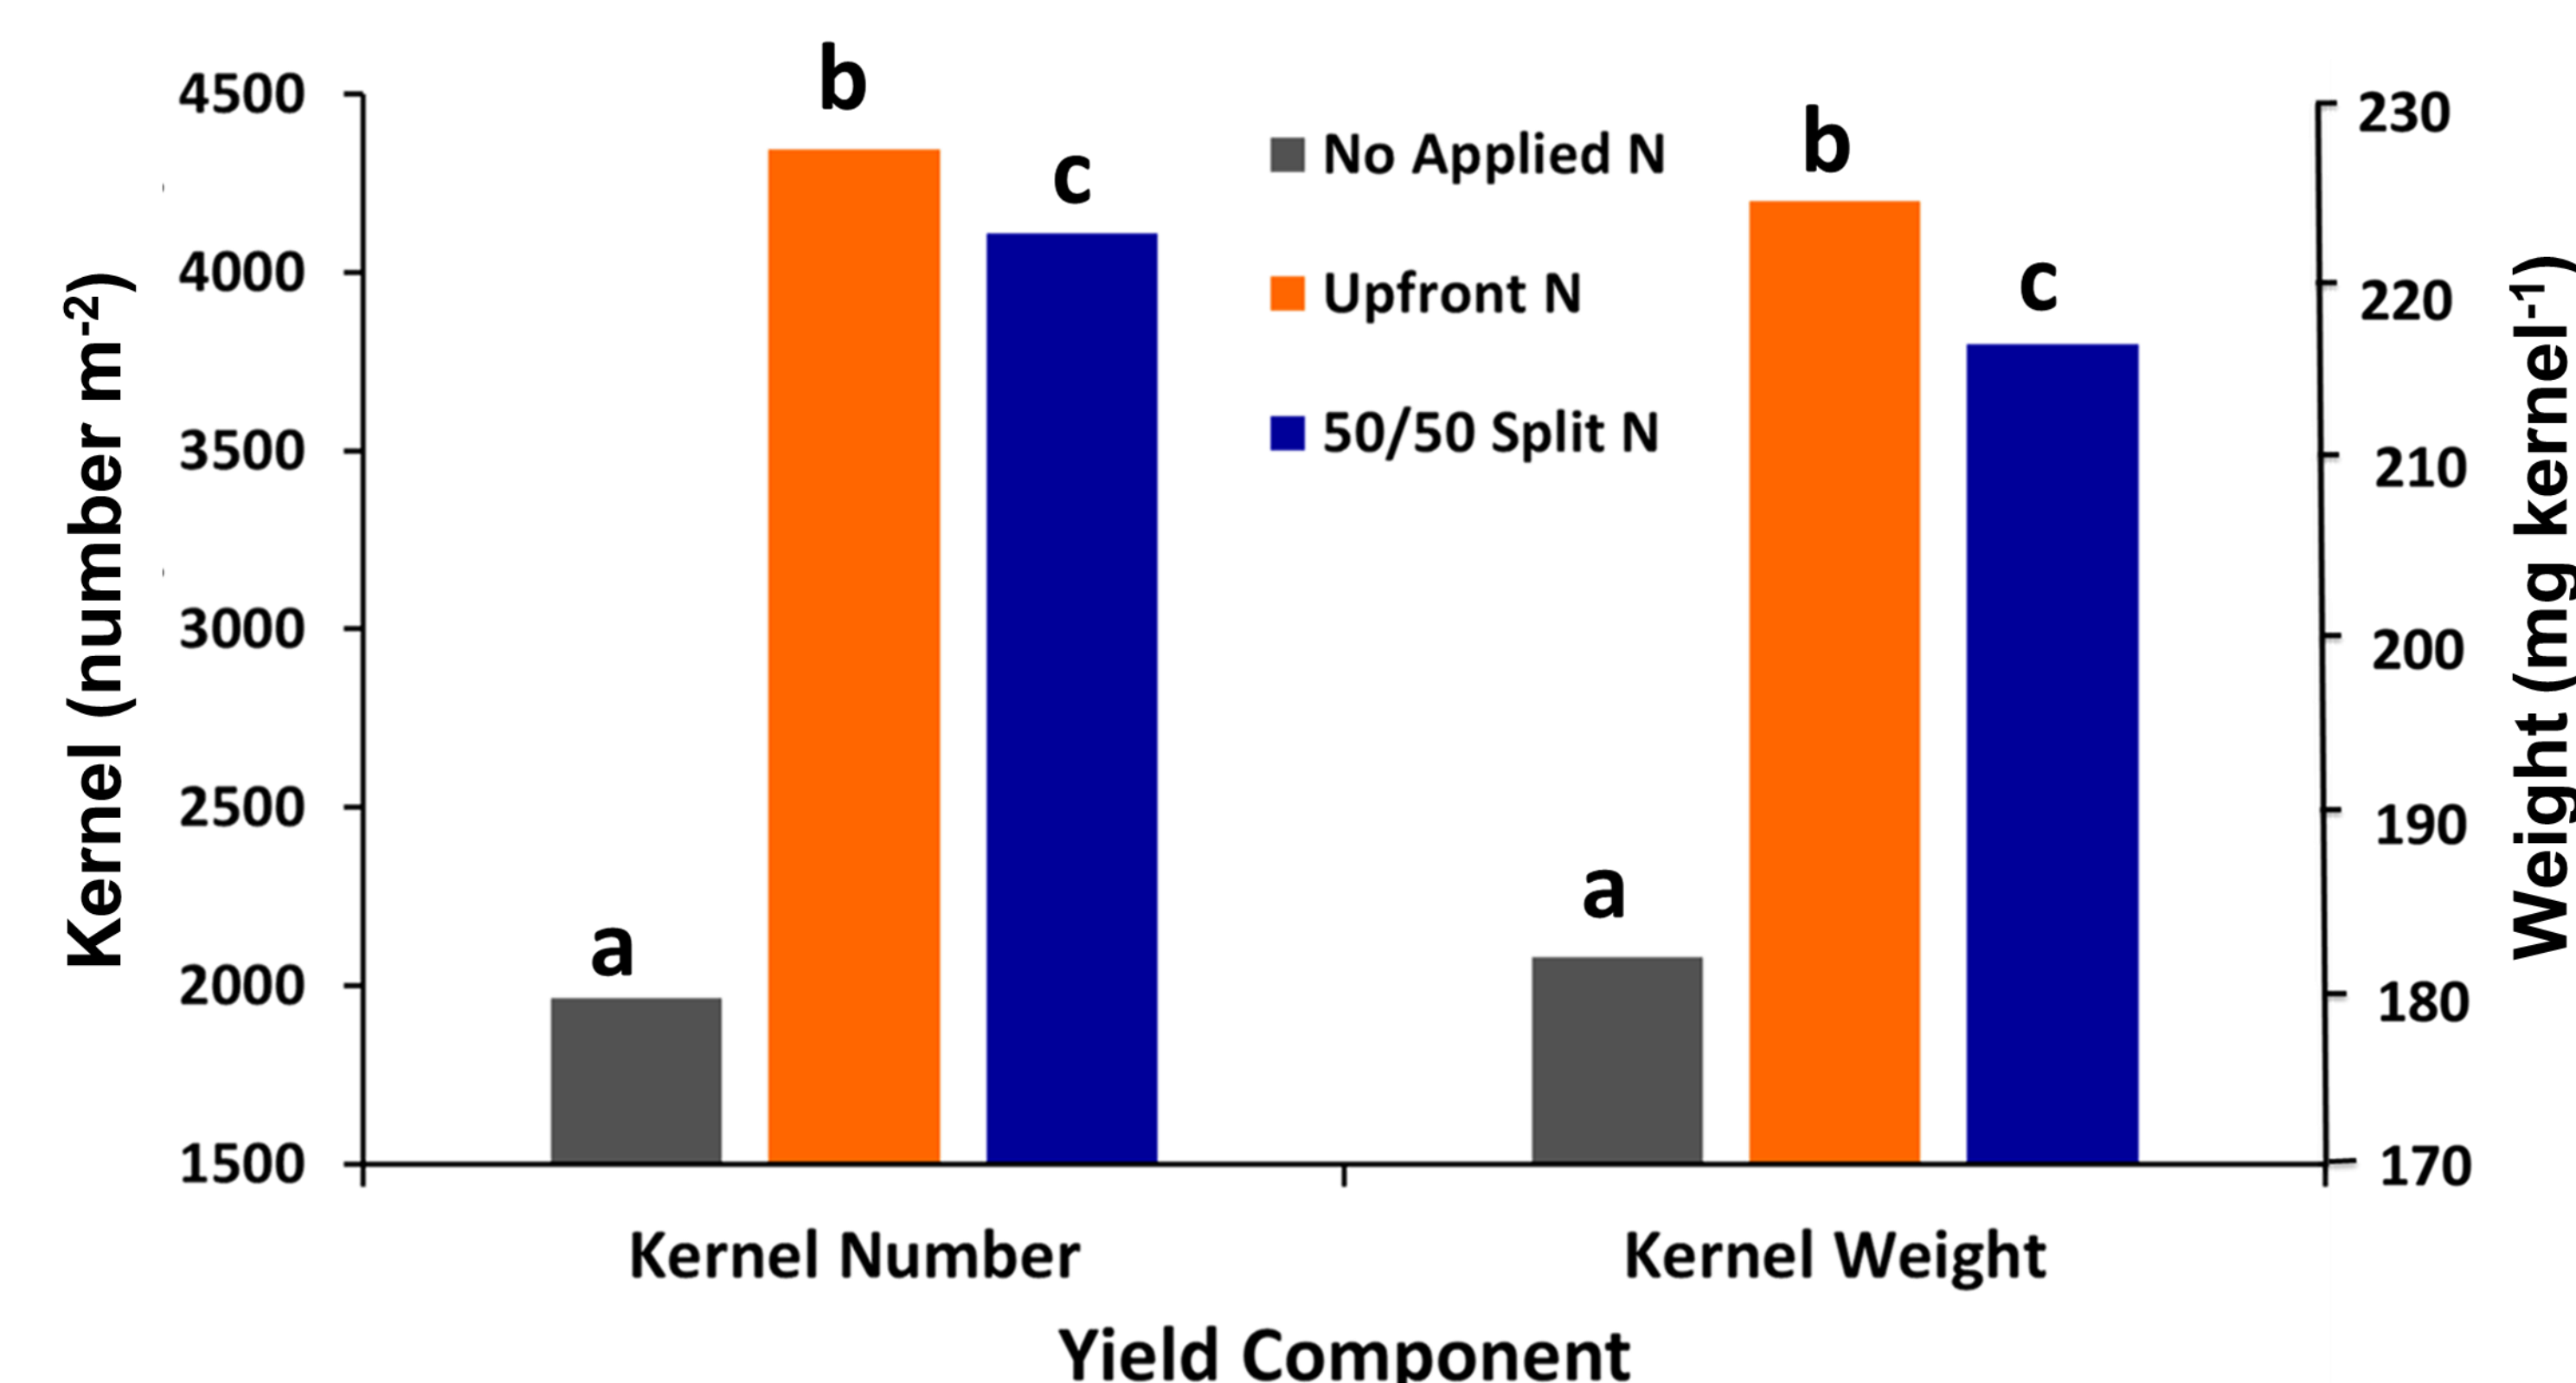 Kernel (number m-2)
4500
4000
3500
3000
2500
2000
1500
b
c
a
No Applied N
Upfront N
50/50 Split N
b
c
a
230
220
210
200
190
180
170
Weight (mg kernel-1)
Kernel Number
Kernel Weight
Yield Component